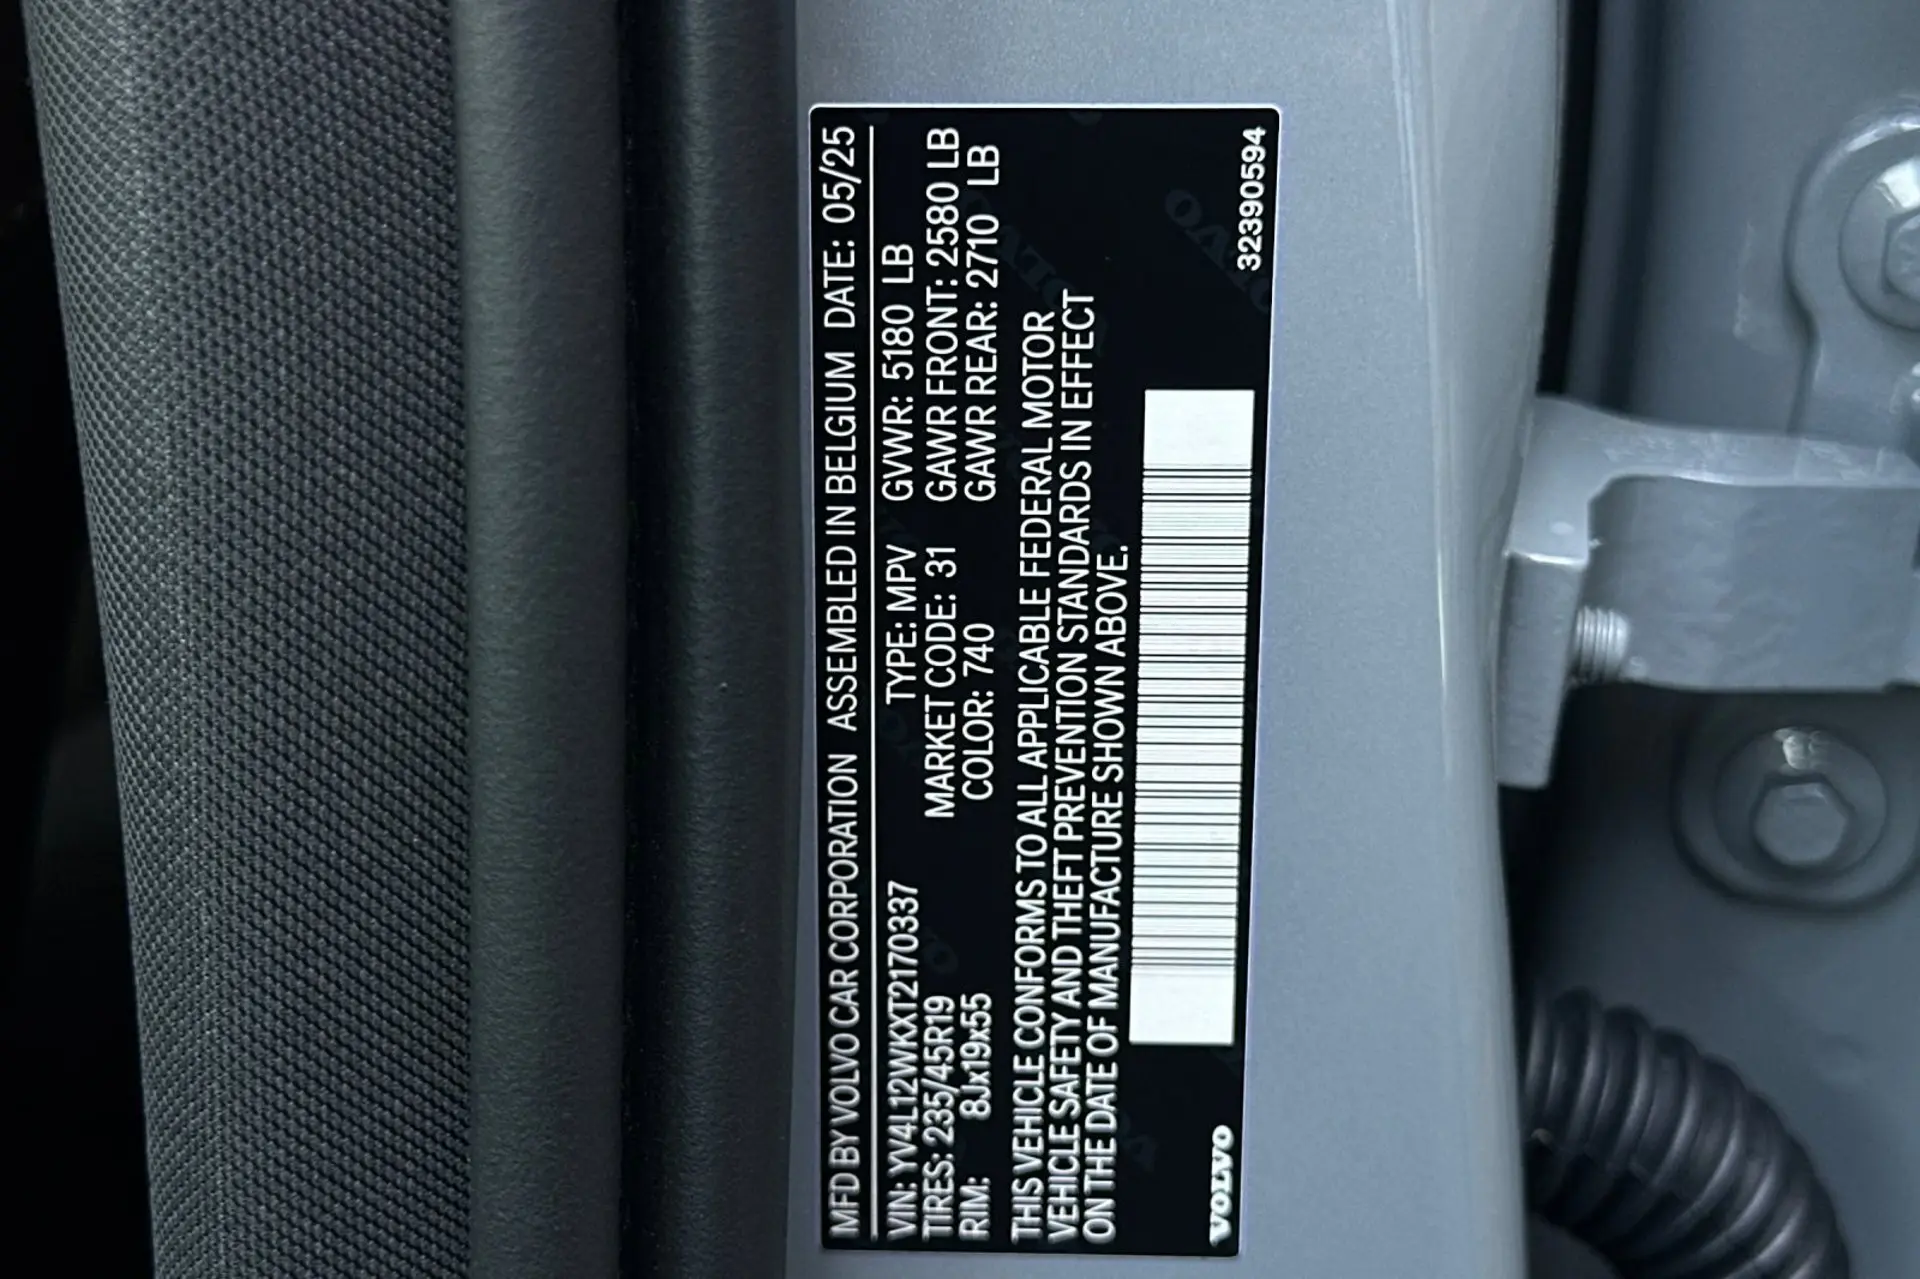 MFD BY VOLVO CAR CORPORATION ASSEMBLED IN BELGIUM DATE: 05/25
VIN: YV4L12WKXT2170337 TYPE: MPV GVWR: 5180 LB
TIRES: 235/45R19 MARKET CODE: 31 GAWR FRONT: 2580 LB
RIM: 8Jx19x55 COLOR: 740 GAWR REAR: 2710 LB
THIS VEHICLE CONFORMS TO ALL APPLICABLE FEDERAL MOTOR
VEHICLE SAFETY AND THEFT PREVENTION STANDARDS IN EFFECT
ON THE DATE OF MANUFACTURE SHOWN ABOVE.
VOLVO 32390594